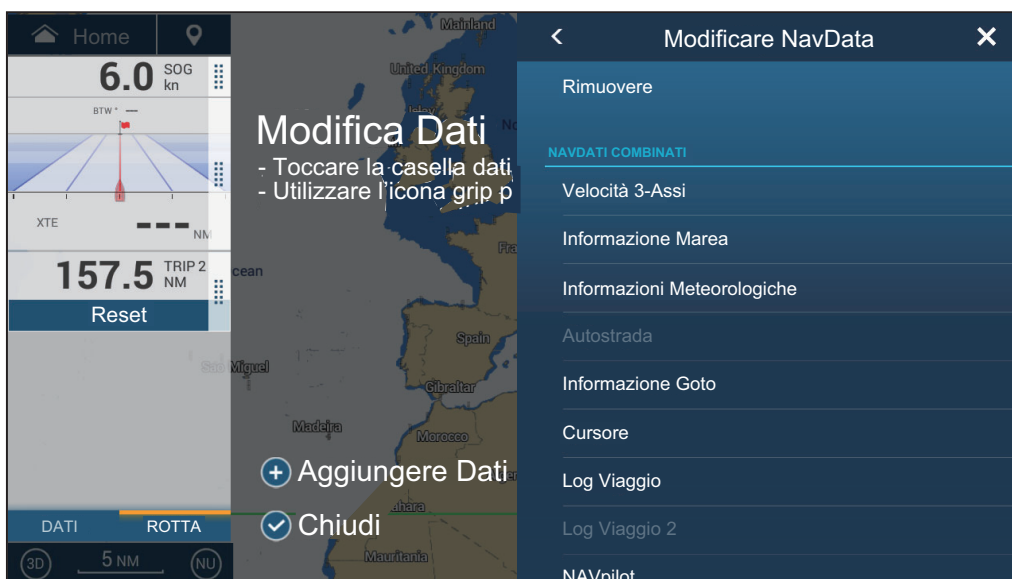 Home
6.0 SOG kn
BTW ° —
XTE --- NM
157.5 TRIP 2 NM
Reset
DATI ROTTA
3D 5 NM NU
Mainland
United Kingdom
Modifica Dati
- Toccare la casella dati
- Utilizzare l'icona grip p
Fra
cean
Spain
Miguel
Gibraltar
Madeira
Morocco
+ Aggiungere Dati
ahara
Chiudi
Mauritania
Modificare NavData
Rimuovere
NAVDATI COMBINATI
Velocità 3-Assi
Informazione Marea
Informazioni Meteorologiche
Autostrada
Informazione Goto
Cursore
Log Viaggio
Log Viaggio 2
NAVpilot